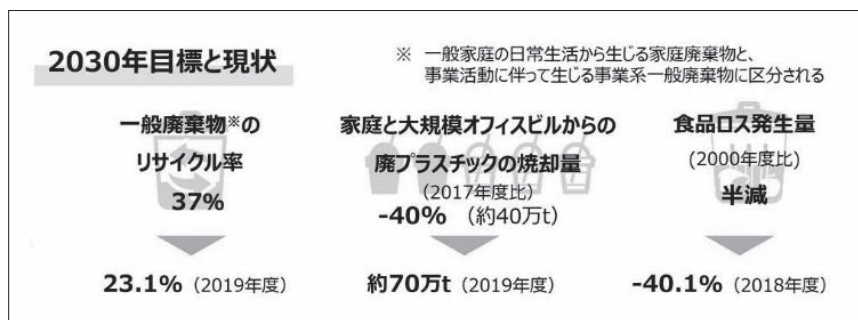 2030年目標と現状
※ 一般家庭の日常生活から生じる家庭廃棄物と、
事業活動に伴って生じる事業系一般廃棄物に区分される
一般廃棄物※の
リサイクル率
37%
23.1%（2019年度）
家庭と大規模オフィスビルからの
廃プラスチックの焼却量
（2017年度比）
-40%（約40万t）
約70万t（2019年度）
食品ロス発生量
（2000年度比）
半減
-40.1%（2018年度）